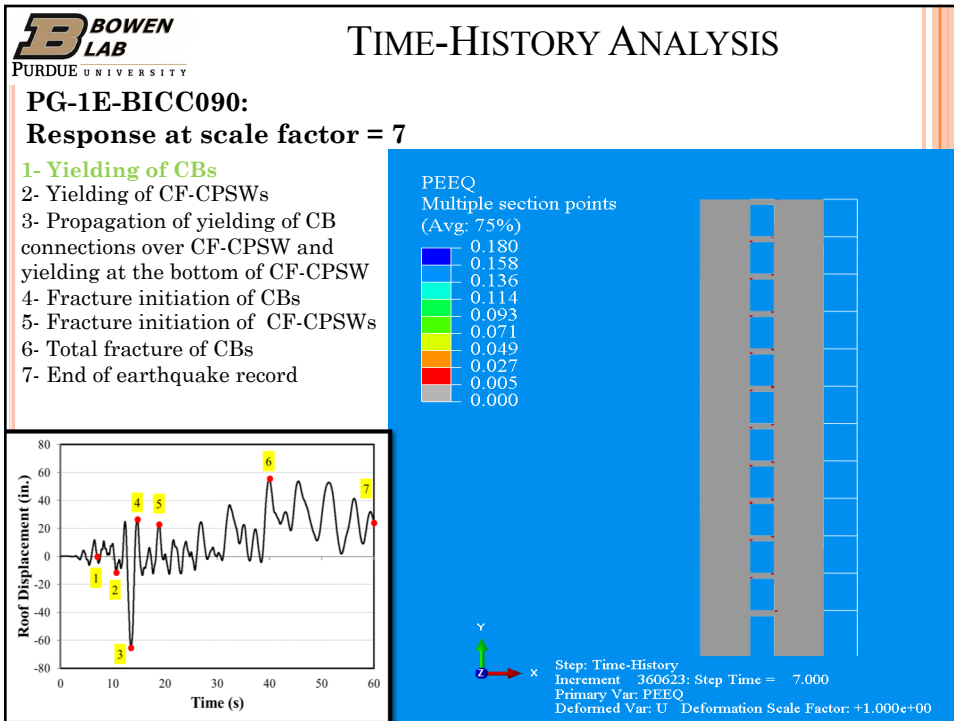 BOWEN
LAB
PURDUE UNIVERSITY
TIME-HISTORY ANALYSIS
PG-1E-BICC090:
Response at scale factor = 7
1- Yielding of CBs
2- Yielding of CF-CPSWs
3- Propagation of yielding of CB
connections over CF-CPSW and
yielding at the bottom of CF-CPSW
4- Fracture initiation of CBs
5- Fracture initiation of CF-CPSWs
6- Total fracture of CBs
7- End of earthquake record
PEEQ
Multiple section points
(Avg: 75%)
0.180
0.158
0.136
0.114
0.093
0.071
0.049
0.027
0.005
0.000
Y
Z
X
Step: Time-History
Increment 360623: Step Time = 7.000
Primary Var: PEEQ
Deformed Var: U Deformation Scale Factor: +1.000e+00
Roof Displacement (in.)
80
60
40
20
0
-20
-40
-60
-80
1
2
3
4
5
6
7
0 10 20 30 40 50 60
Time (s)